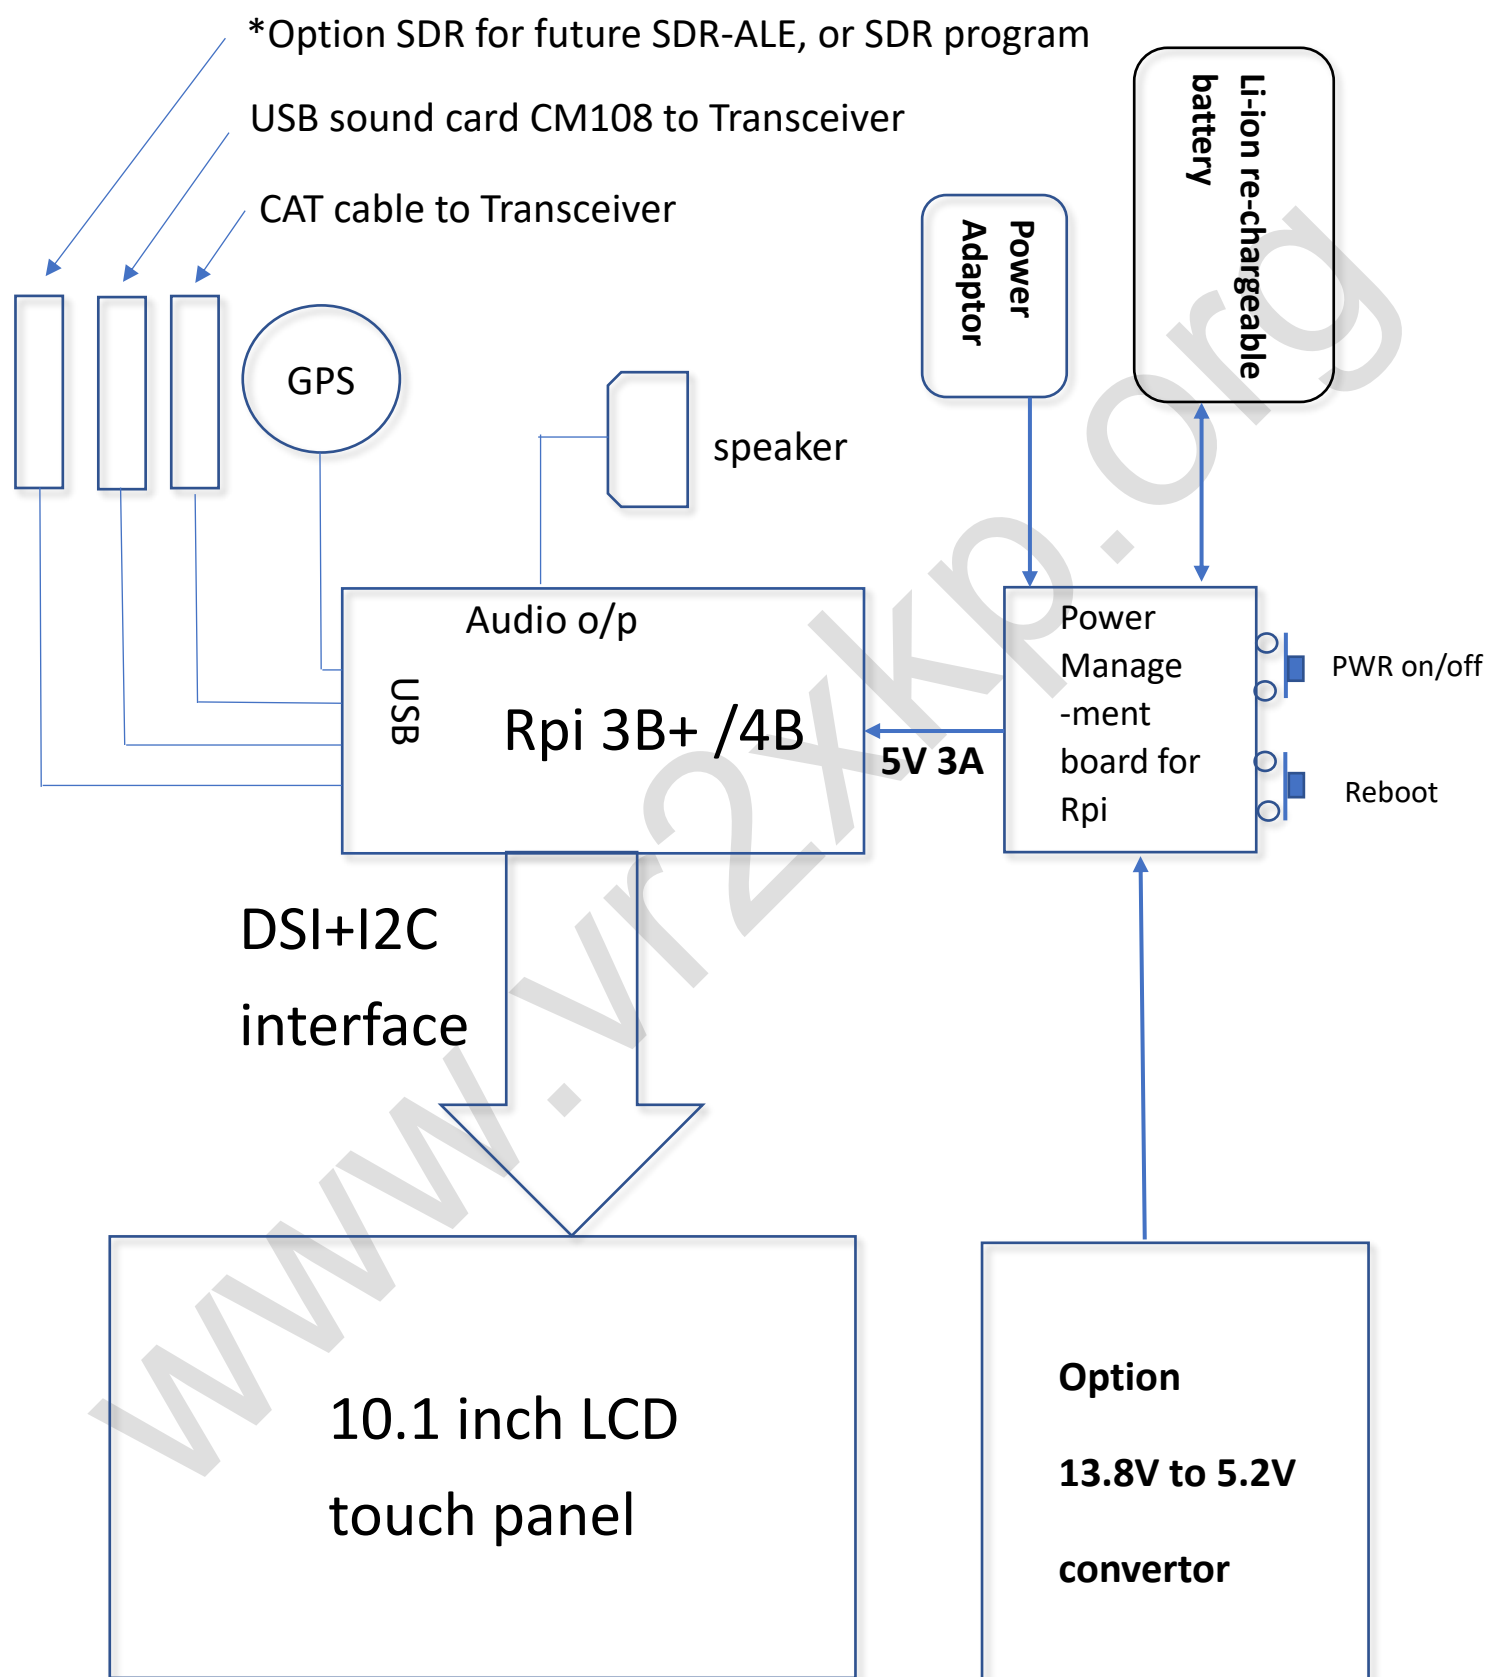 *Option SDR for future SDR-ALE, or SDR program
USB sound card CM108 to Transceiver
CAT cable to Transceiver
Li-ion re-chargeable
battery
Power
Adaptor
GPS
speaker
Audio o/p
USB
Rpi 3B+ /4B
5V 3A
Power
Manage
-ment
board for
Rpi
PWR on/off
Reboot
DSI+I2C
interface
10.1 inch LCD
touch panel
Option
13.8V to 5.2V
convertor
www.vr2xkp.org